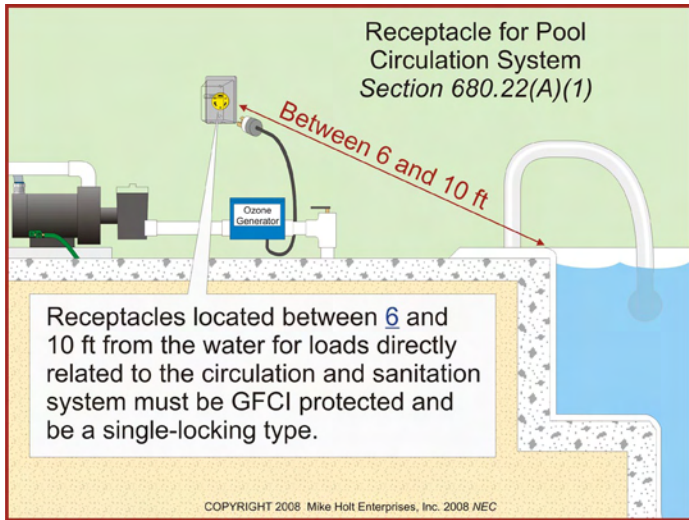 Receptacle for Pool
Circulation System
Section 680.22(A)(1)
Between 6 and 10 ft
Ozone
Generator
Receptacles located between 6 and
10 ft from the water for loads directly
related to the circulation and sanitation
system must be GFCI protected and
be a single-locking type.
COPYRIGHT 2008 Mike Holt Enterprises, Inc. 2008 NEC